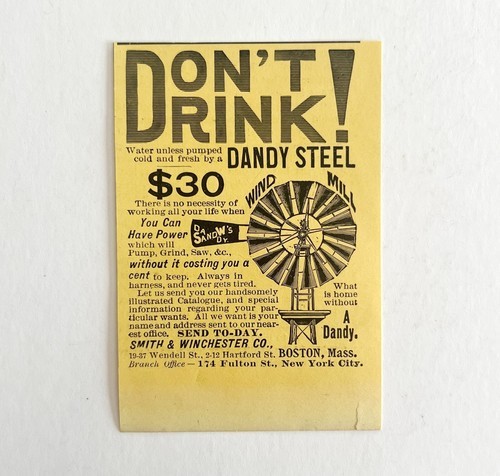 DON'T
DRINK!
Water unless pumped
cold and fresh by a DANDY STEEL
$30 WIND MILL
There is no necessity of
working all your life when
You Can
Have Power
which will
Pump, Grind, Saw, &c.,
without it costing you a
cent to keep. Always in
harness, and never gets tired.
Let us send you our handsomely
illustrated Catalogue, and special
information regarding your par-
ticular wants. All we want is your
name and address sent to our near-
est office. SEND TO-DAY.
What
is home
without
A
Dandy.
SMITH & WINCHESTER CO.,
19-37 Wendell St., 2-12 Hartford St. BOSTON, Mass.
Branch Office — 174 Fulton St., New York City.